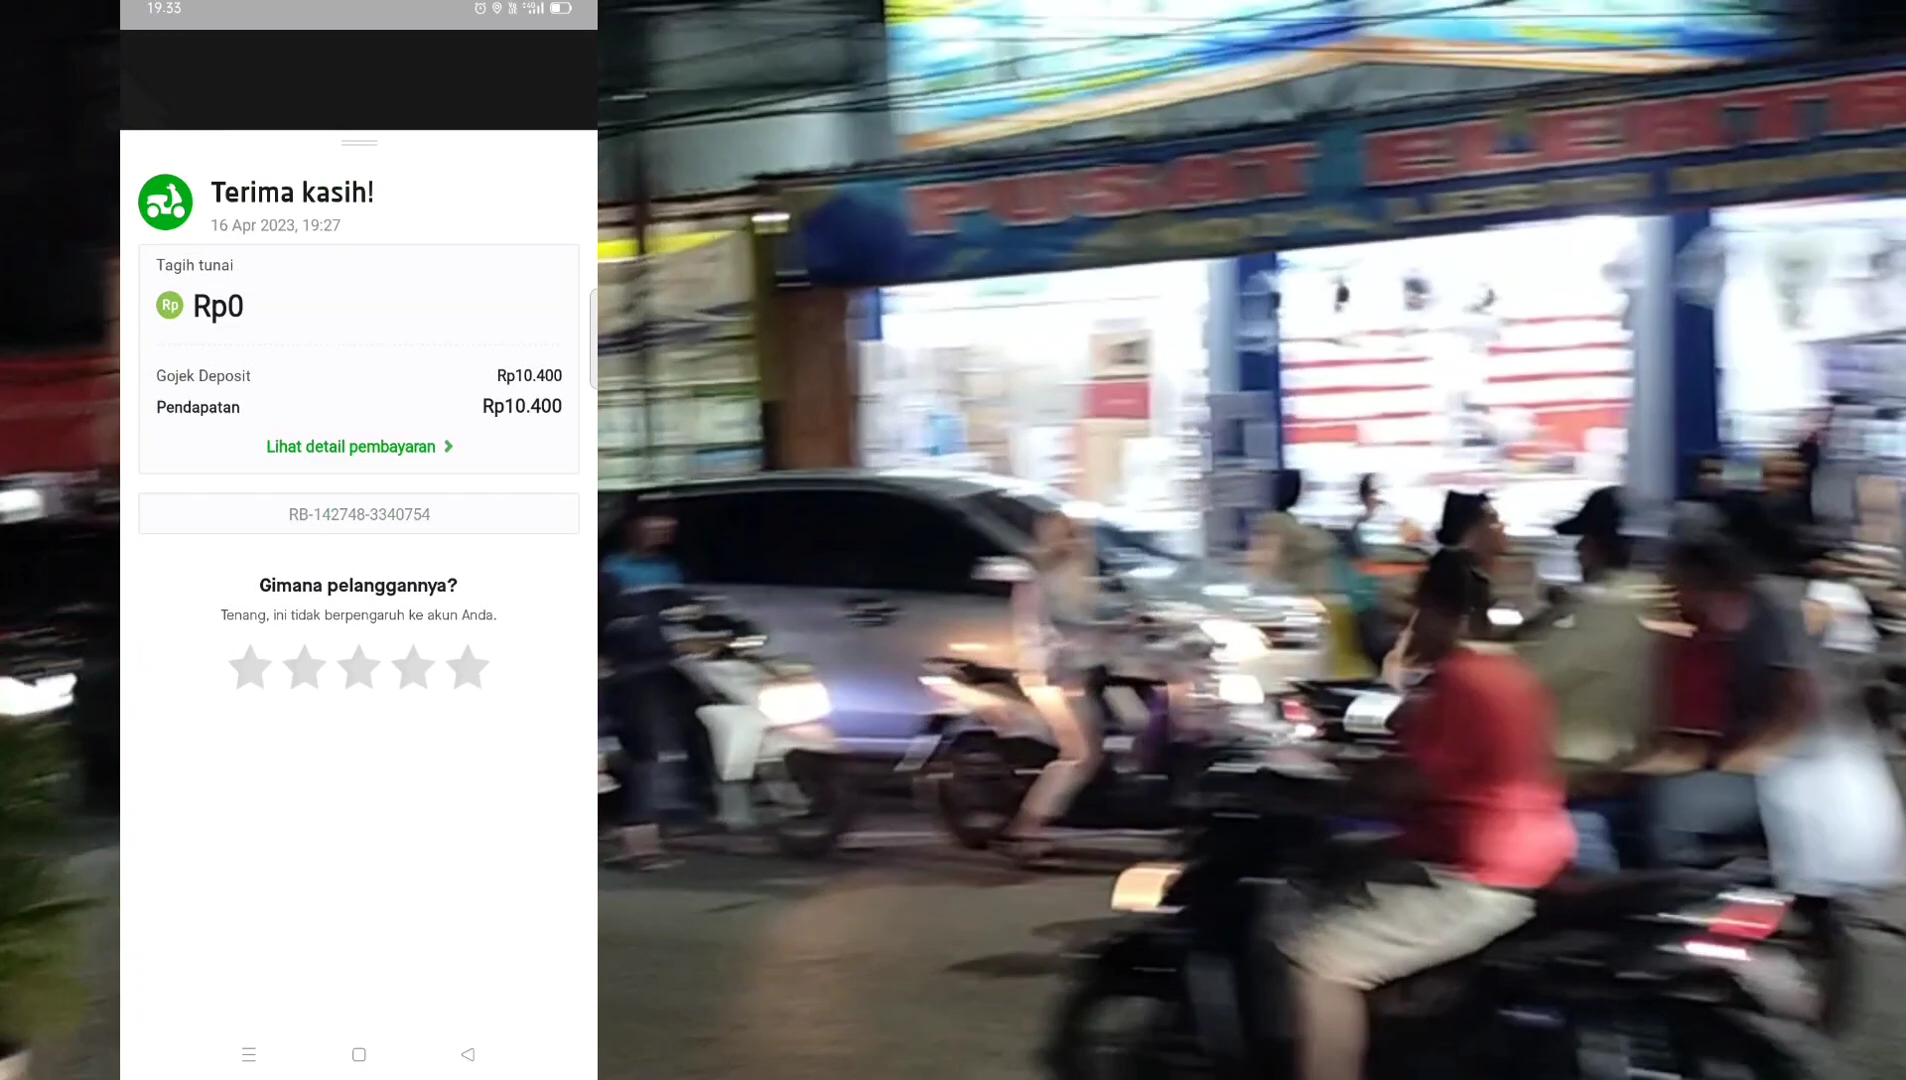 19.33
Terima kasih!
16 Apr 2023, 19:27
Tagih tunai
Rp Rp0
Gojek Deposit Rp10.400
Pendapatan Rp10.400
Lihat detail pembayaran
RB-142748-3340754
Gimana pelanggannya?
Tenang, ini tidak berpengaruh ke akun Anda.
PUSAT